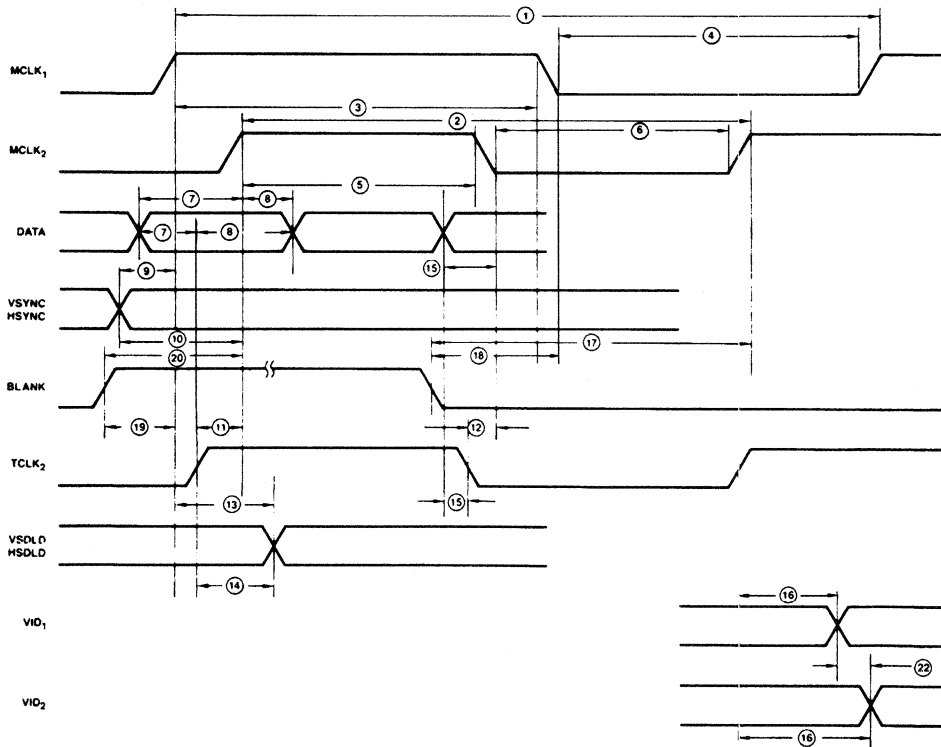 ①
④
MCLK₁
③
②
⑥
MCLK₂
⑤
⑦ ⑧
DATA
⑦ ⑧
⑨ ⑮
VSYNC
HSYNC
⑩ ⑰
⑳ ⑱
BLANK
⑲ ⑪ ⑫
TCLK₂
⑬ ⑮
VSDLD
HSDLD
⑭
⑯
VID₁
㉒
VID₂
⑯